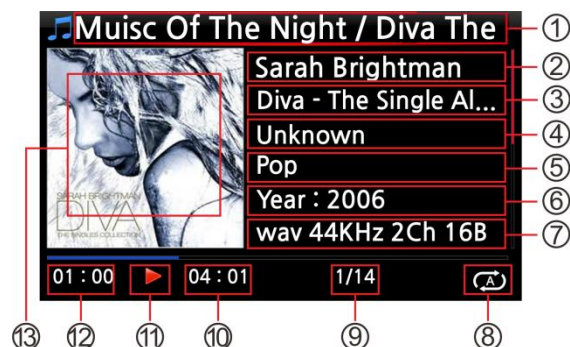 Muisc Of The Night / Diva The ①
Sarah Brightman ②
Diva - The Single Al... ③
Unknown ④
Pop ⑤
Year : 2006 ⑥
wav 44KHz 2Ch 16B ⑦
SARAH BRIGHTMAN
DIVA
THE SINGLES COLLECTION
01 : 00 04 : 01 1/14 A
⑬ ⑫ ⑪ ⑩ ⑨ ⑧